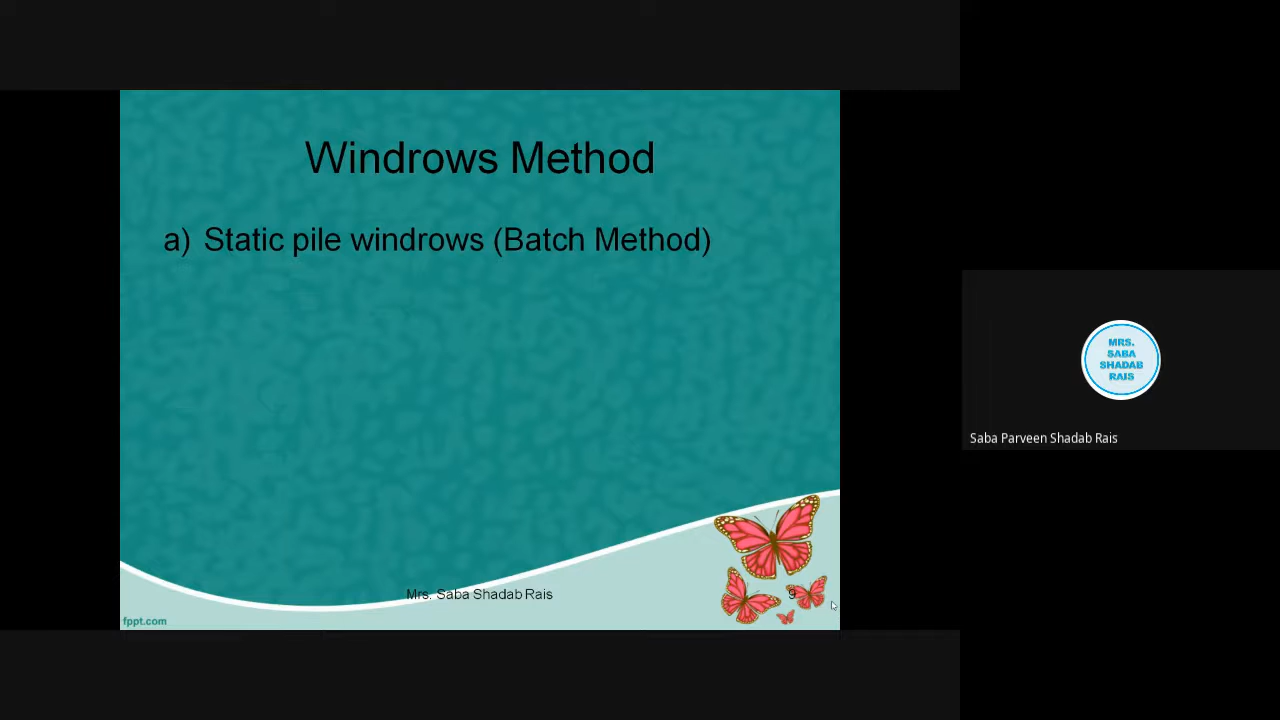 Windrows Method
a) Static pile windrows (Batch Method)
Mrs. Saba Shadab Rais
9
fppt.com
MRS.
SABA
SHADAB
RAIS
Saba Parveen Shadab Rais